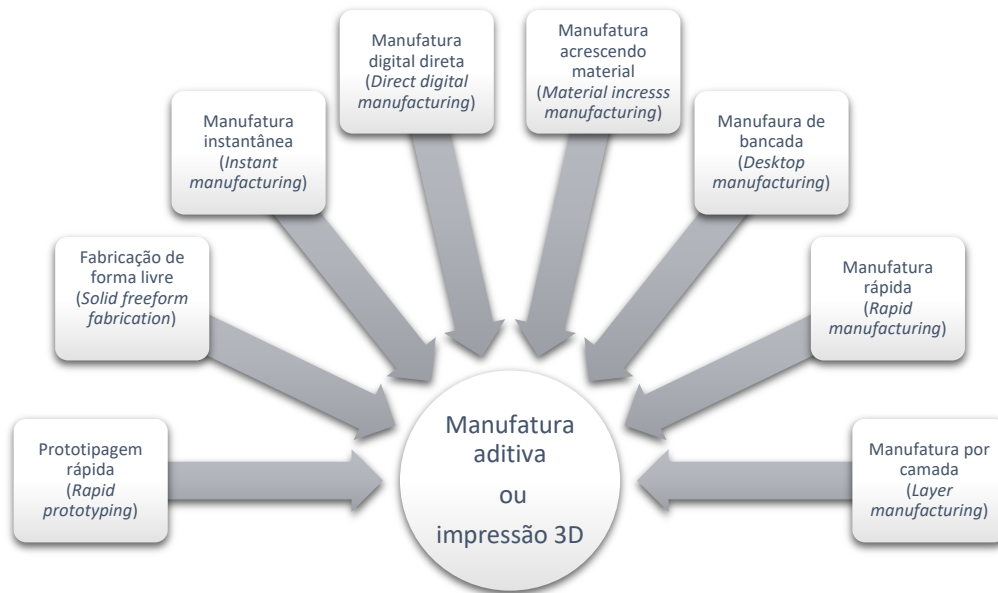 Manufatura
digital direta
(Direct digital
manufacturing)
Manufatura
acrescendo
material
(Material incresss
manufacturing)
Manufatura
instantânea
(Instant
manufacturing)
Manufaura de
bancada
(Desktop
manufacturing)
Fabricação de
forma livre
(Solid freeform
fabrication)
Manufatura
rápida
(Rapid
manufacturing)
Prototipagem
rápida
(Rapid
prototyping)
Manufatura
aditiva
ou
impressão 3D
Manufatura por
camada
(Layer
manufacturing)